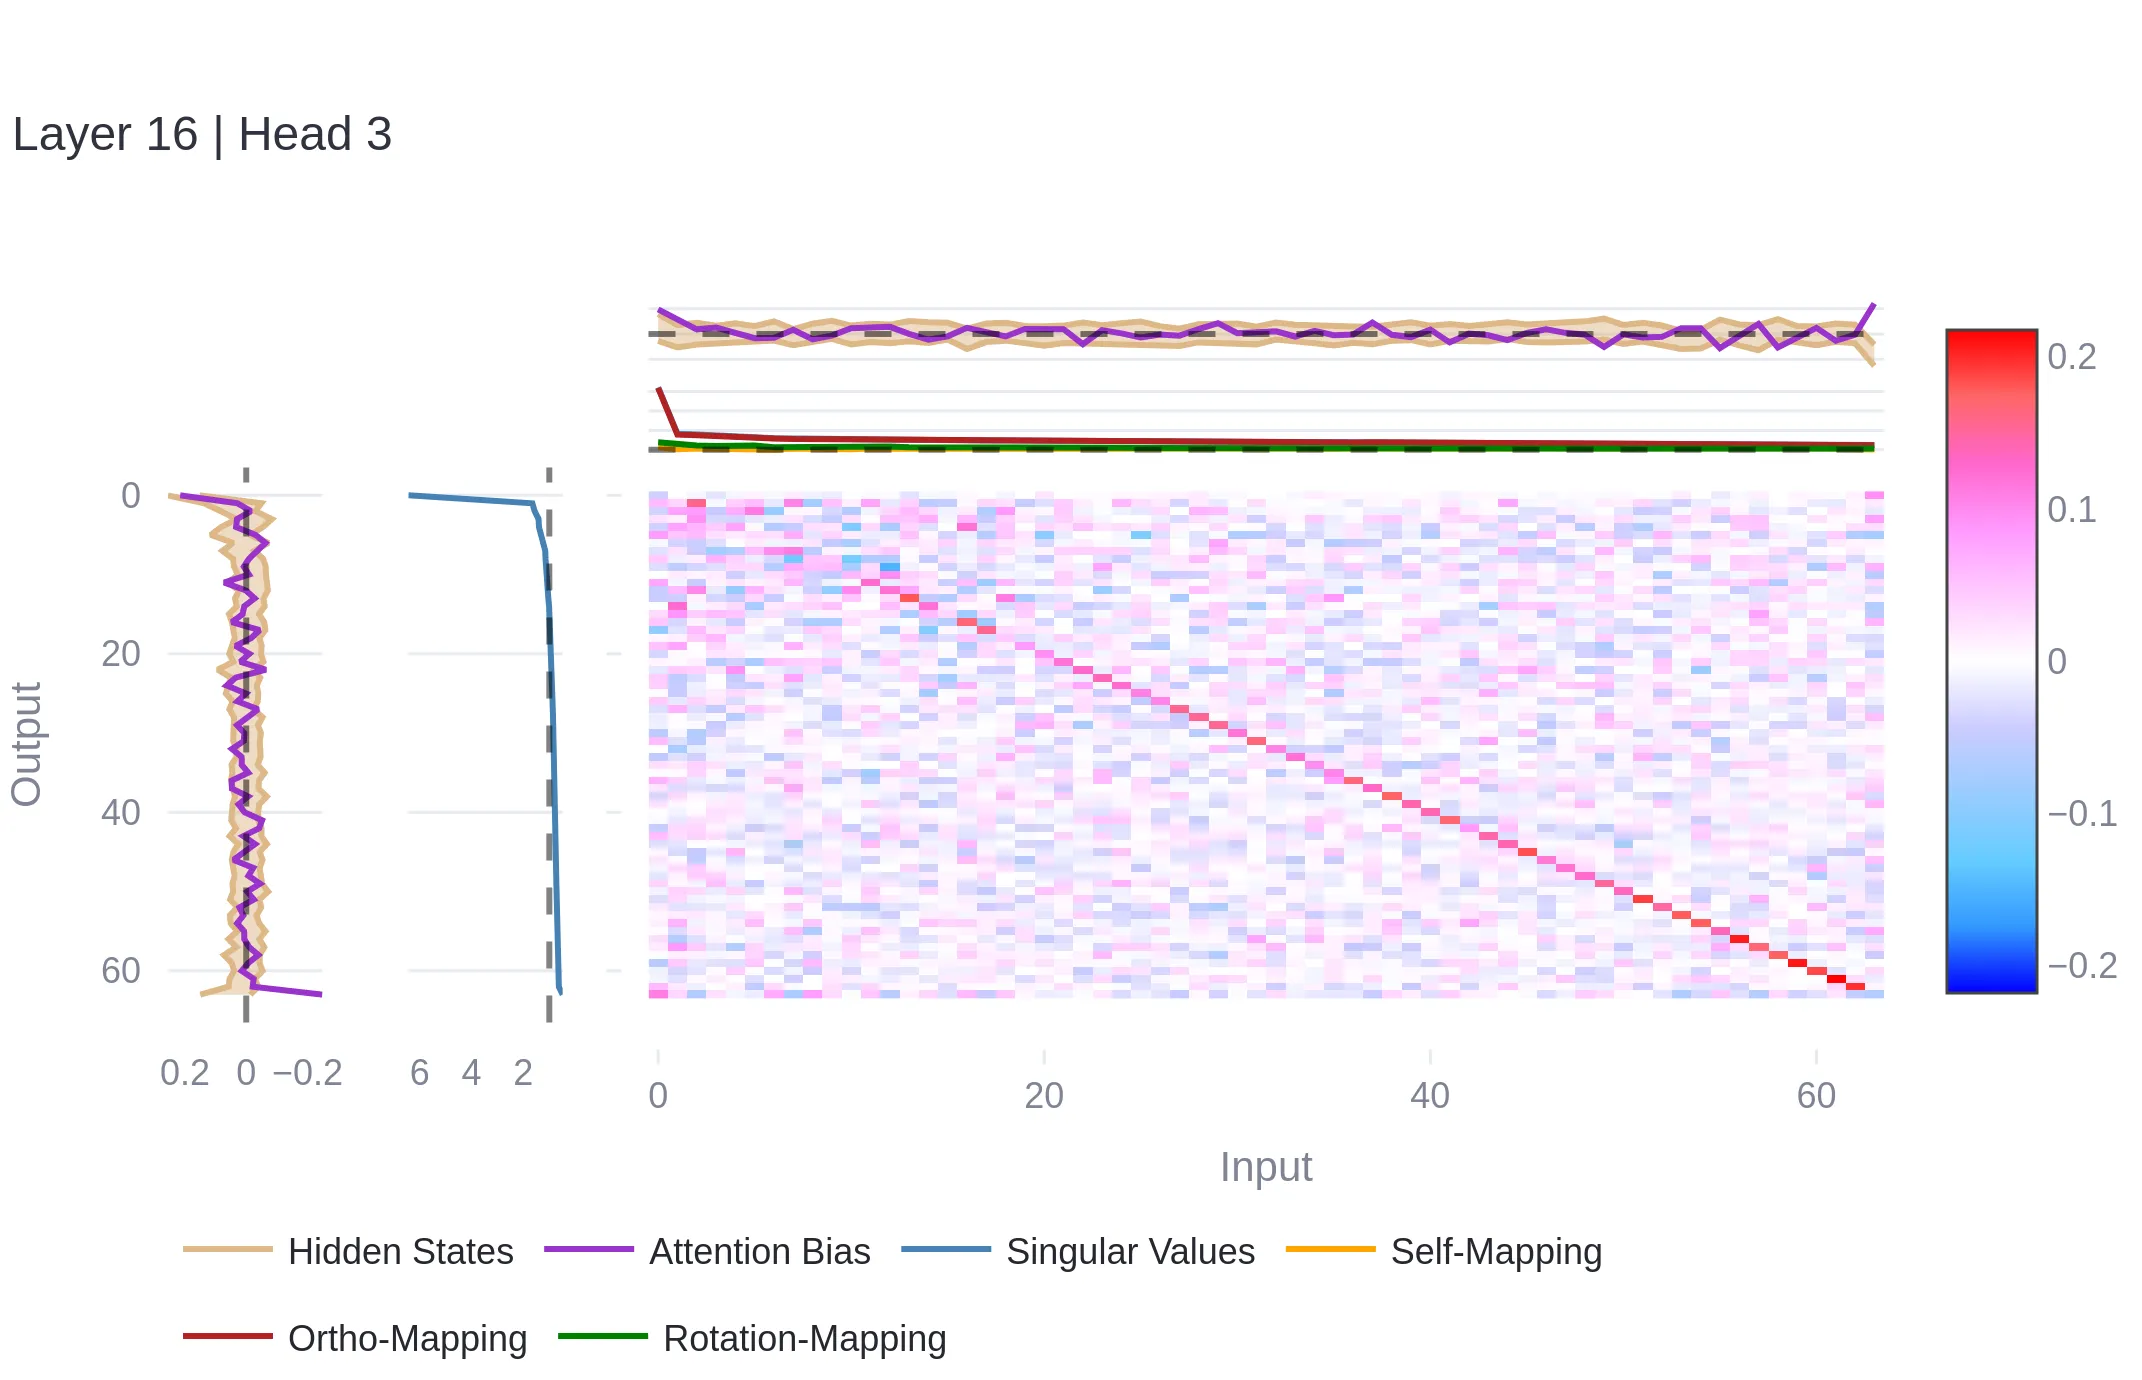 Layer 16 | Head 3
0.2
0.1
0
−0.1
−0.2
0
20
40
60
Output
0.2 0 −0.2
6 4 2
0 20 40 60
Input
Hidden States Attention Bias Singular Values Self-Mapping
Ortho-Mapping Rotation-Mapping